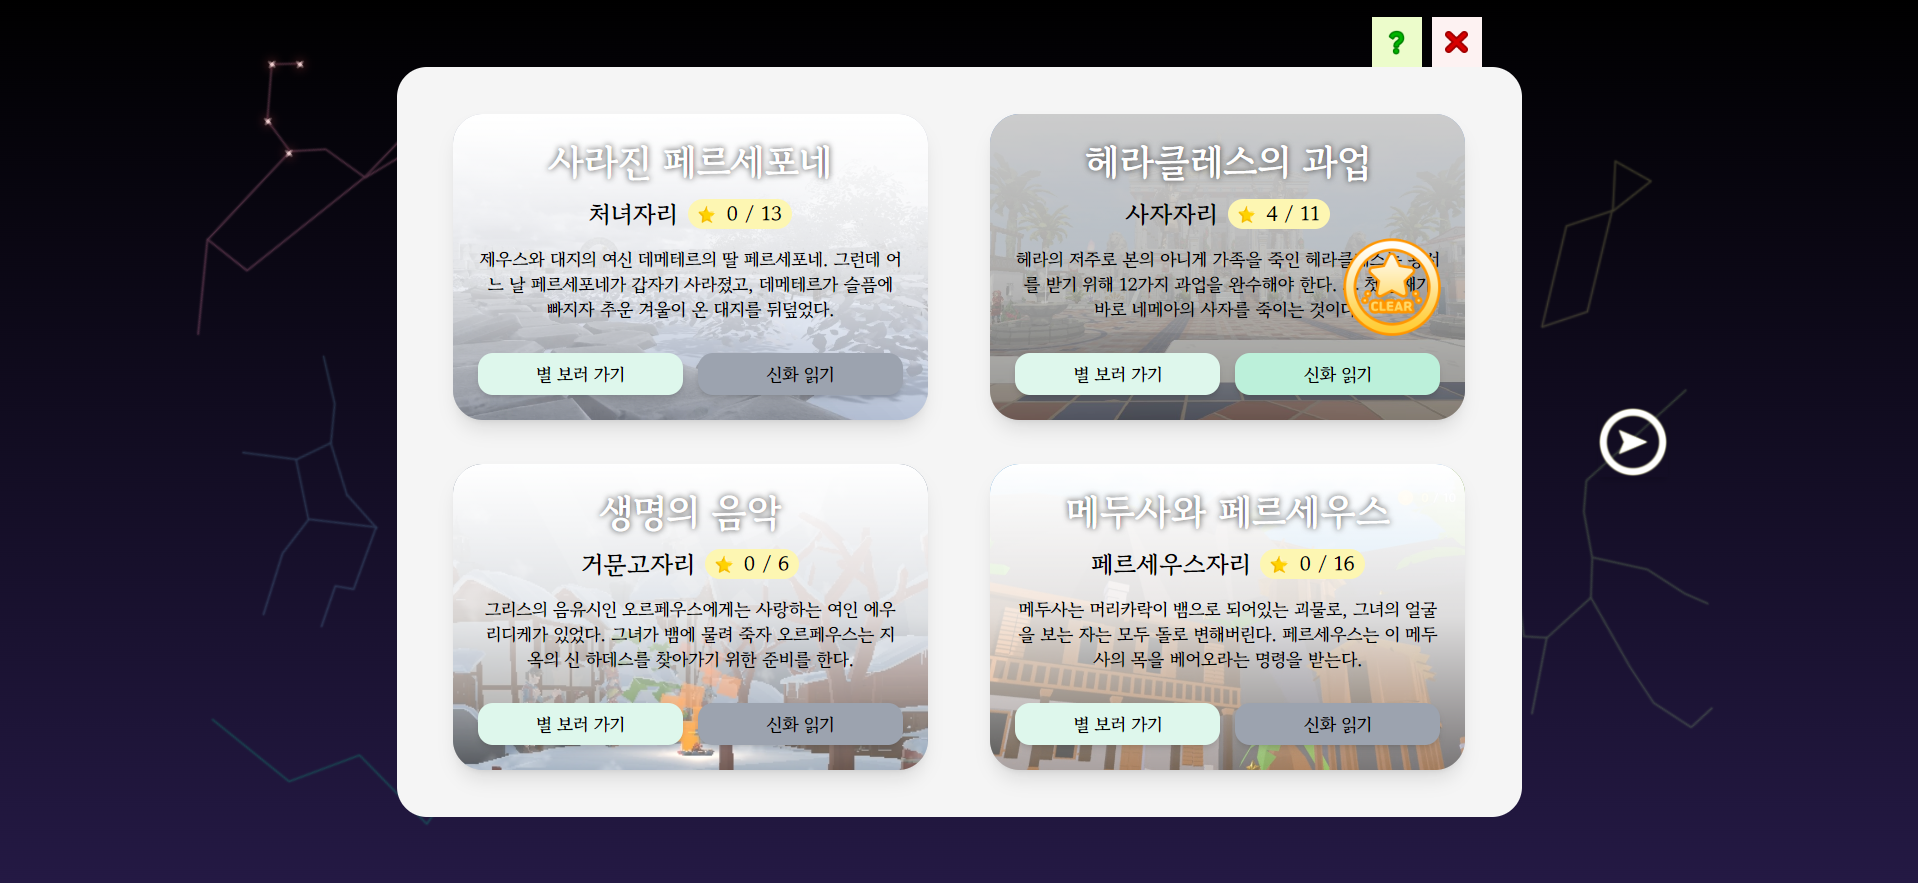 ?
사라진 페르세포네
처녀자리 0 / 13
제우스와 대지의 여신 데메테르의 딸 페르세포네. 그런데 어
느 날 페르세포네가 갑자기 사라졌고, 데메테르가 슬픔에
빠지자 추운 겨울이 온 대지를 뒤덮었다.
별 보러 가기
신화 읽기
헤라클레스의 과업
사자자리 4 / 11
헤라의 저주로 본의 아니게 가족을 죽인
를 받기 위해 12가지 과업을 완수해야 한다.
바로 네메아의 사자를 죽이는
CLEAR
별 보러 가기
신화 읽기
생명의 음악
거문고자리 0 / 6
그리스의 음유시인 오르페우스에게는 사랑하는 여인 에우
리디케가 있었다. 그녀가 뱀에 물려 죽자 오르페우스는 지
옥의 신 하데스를 찾아가기 위한 준비를 한다.
별 보러 가기
신화 읽기
메두사와 페르세우스
페르세우스자리 0 / 16
메두사는 머리카락이 뱀으로 되어있는 괴물로, 그녀의 얼굴
을 보는 자는 모두 돌로 변해버린다. 페르세우스는 이 메두
사의 목을 베어오라는 명령을 받는다.
별 보러 가기
신화 읽기